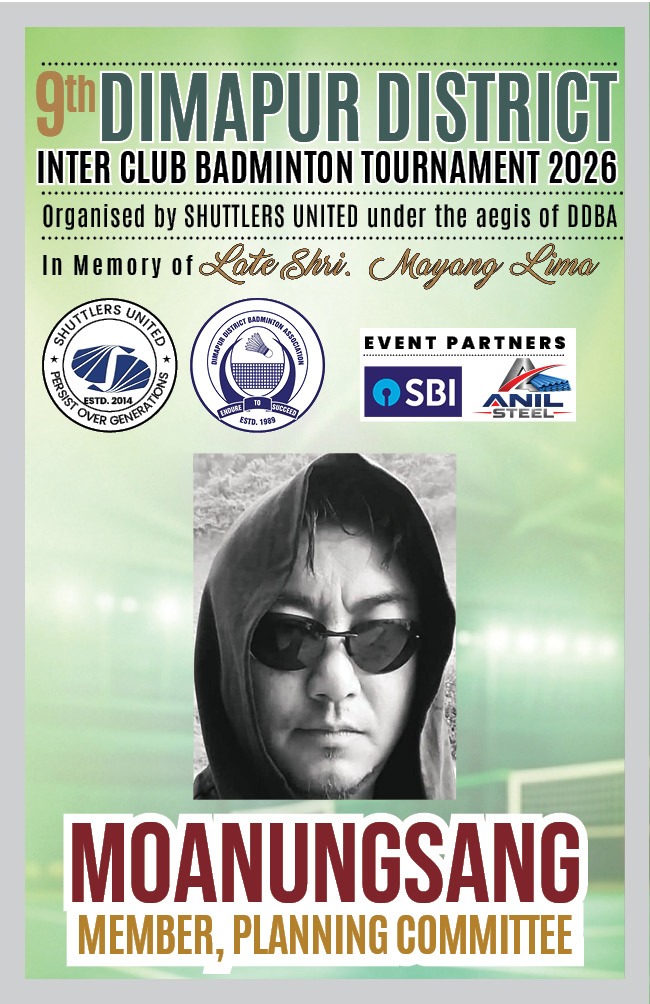 9th DIMAPUR DISTRICT
INTER CLUB BADMINTON TOURNAMENT 2026
Organised by SHUTTLERS UNITED under the aegis of DDBA
In Memory of Late Shri. Mayang Lima
SHUTTLERS UNITED
ESTD. 2014
PERSIST OVER GENERATIONS
DIMAPUR DISTRICT BADMINTON ASSOCIATION
ENDURE TO SUCCEED
ESTD. 1989
EVENT PARTNERS
SBI
ANIL
STEEL
MOANUNGSANG
MEMBER, PLANNING COMMITTEE